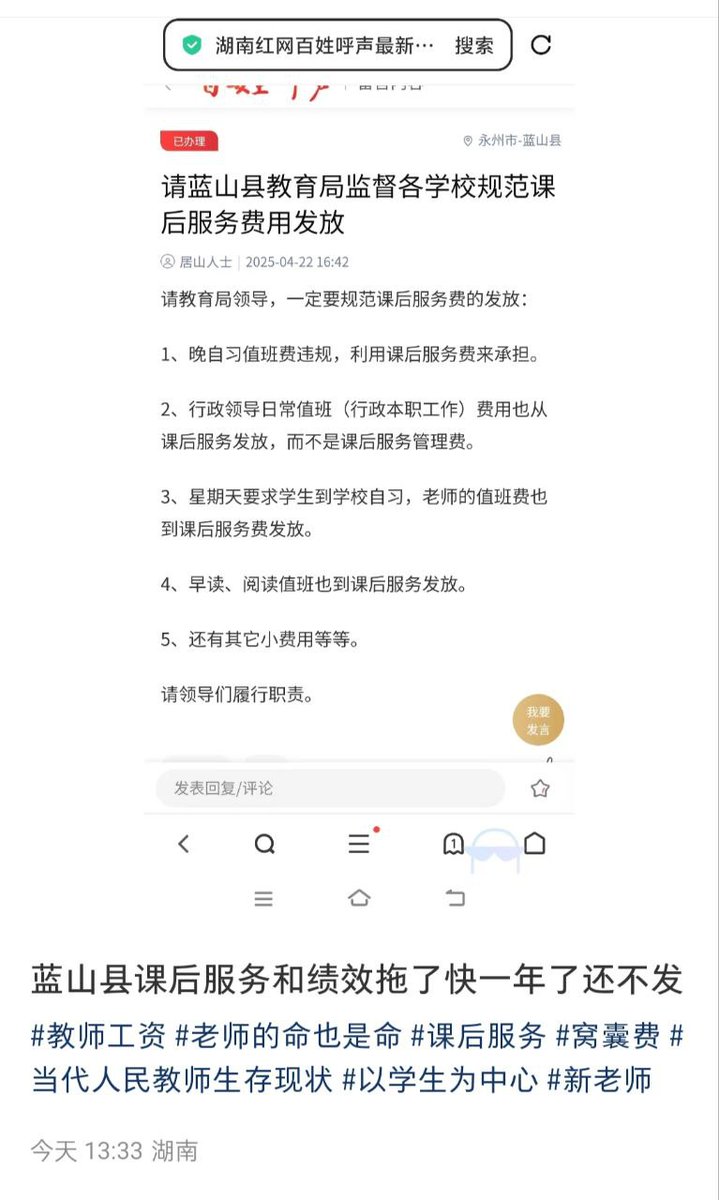 湖南红网百姓呼声最新… 搜索
已办理
永州市-蓝山县
请蓝山县教育局监督各学校规范课
后服务费用发放
居山人士 | 2025-04-22 16:42
请教育局领导，一定要规范课后服务费的发放：
1、晚自习值班费违规，利用课后服务费来承担。
2、行政领导日常值班（行政本职工作）费用也从
课后服务发放，而不是课后服务管理费。
3、星期天要求学生到学校自习，老师的值班费也
到课后服务费发放。
4、早读、阅读值班也到课后服务发放。
5、还有其它小费用等等。
请领导们履行职责。
我要
发言
发表回复/评论
1
蓝山县课后服务和绩效拖了快一年了还不发
#教师工资 #老师的命也是命 #课后服务 #窝囊费 #
当代人民教师生存现状 #以学生为中心 #新老师
今天 13:33 湖南